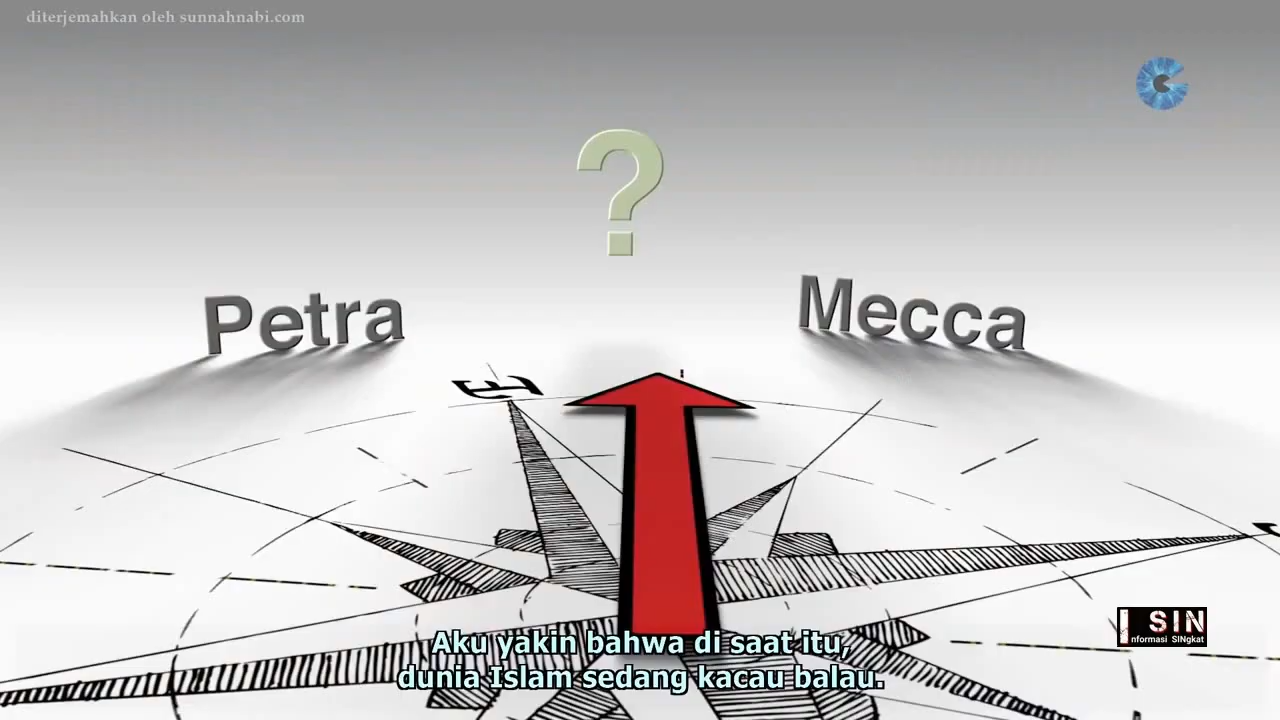 diterjemahkan oleh sunnahnabi.com
?
Petra
Mecca
E
I SIN
nformasi SINgkat
Aku yakin bahwa di saat itu,
dunia Islam sedang kacau balau.